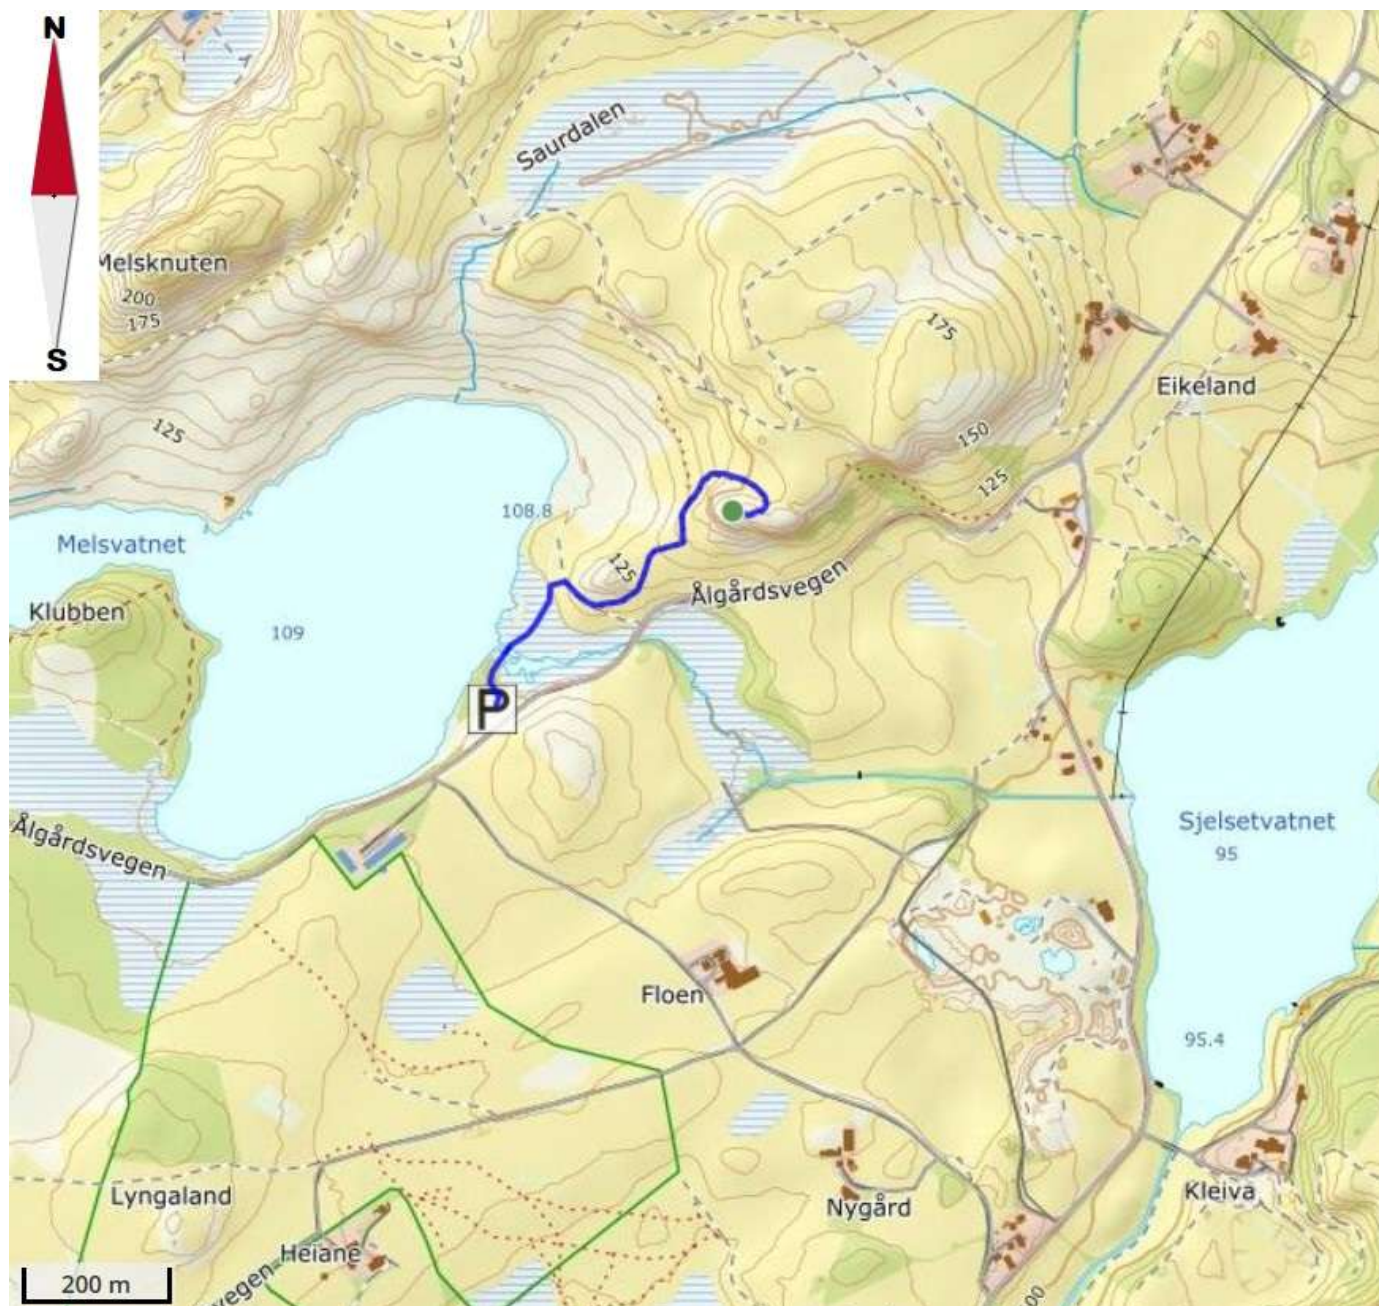 N
Saurdalen
Melsknuten
200
175
S
175
Eikeland
125
150
125
108.8
Melsvatnet
125
Ålgårdsvegen
Klubben
109
P
Ålgårdsvegen
Sjelsetvatnet
95
Floen
95.4
Lyngaland
Nygård
Kleiva
Heiane
200 m
vegen
00